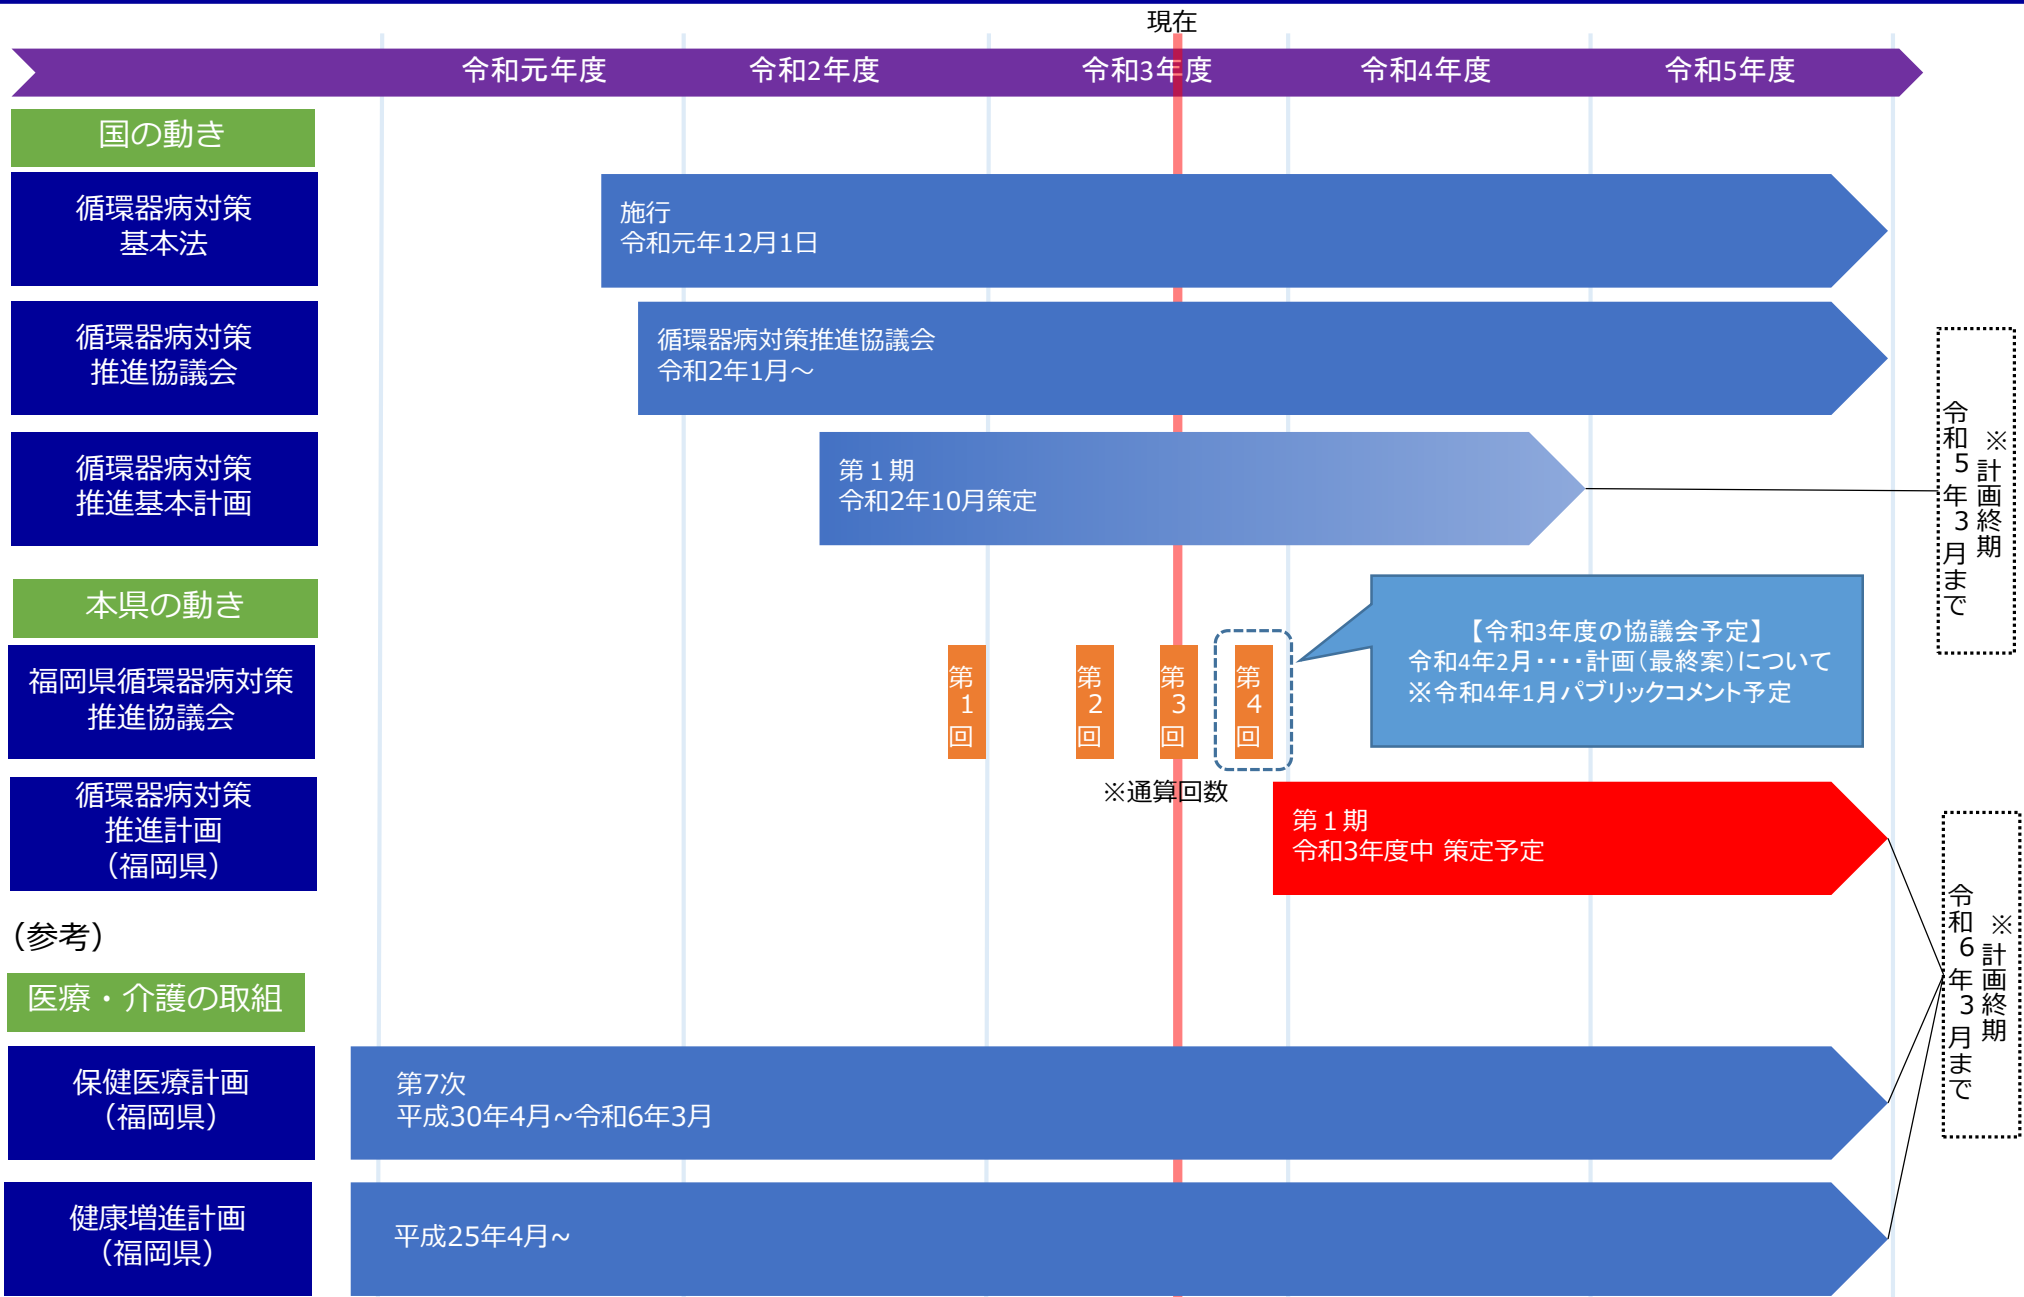 現在
令和元年度
令和2年度
令和3年度
令和4年度
令和5年度
国の動き
循環器病対策
基本法
施行
令和元年12月1日
循環器病対策
推進協議会
循環器病対策推進協議会
令和2年1月～
循環器病対策
推進基本計画
第１期
令和2年10月策定
※計画終期
令和５年３月まで
本県の動き
福岡県循環器病対策
推進協議会
第１回
第２回
第３回
第４回
【令和3年度の協議会予定】
令和4年2月････計画（最終案）について
※令和4年1月パブリックコメント予定
※通算回数
循環器病対策
推進計画
（福岡県）
第１期
令和3年度中 策定予定
※計画終期
令和６年３月まで
（参考）
医療・介護の取組
保健医療計画
（福岡県）
第7次
平成30年4月~令和6年3月
健康増進計画
（福岡県）
平成25年4月~